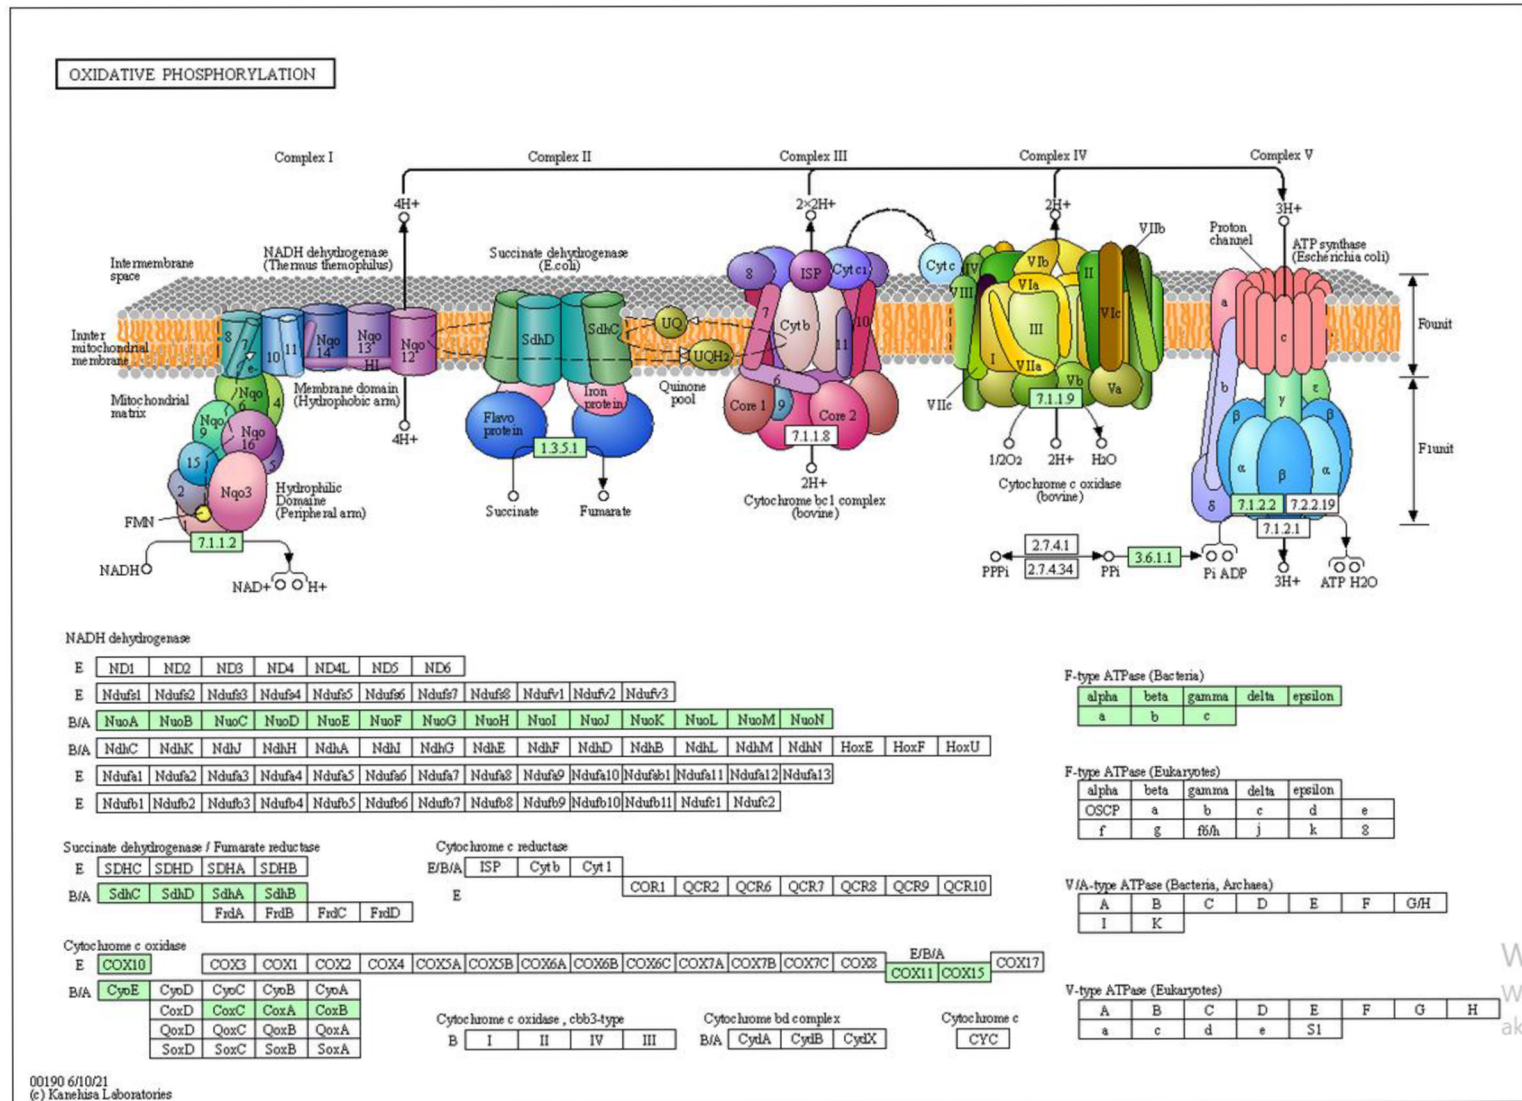 OXIDATIVE PHOSPHORYLATION
Complex I Complex II Complex III Complex IV Complex V
4H+ 2×2H+ 2H+ 3H+
NADH dehydrogenase
(Thermus themophilus)
Succinate dehydrogenase
(E.coli)
Proton
channel
ATP synthase
(Escherichia coli)
Intermembrane
space
Innter
mitochondrial
membrane
Mitochondrial
matrix
8 7 e- 10 11 Nqo 14 Nqo 13 HI Nqo 12
Nqo 6 4 Nqo 9 Nqo 16 15 5 2 Nqo3 1
FMN
Membrane domain
(Hydrophobic arm)
Hydrophilic
Domaine
(Peripheral arm)
4H+
7.1.1.2
NADH NAD+ H+
SdhD SdhC
Flavo
protein
Iron
protein
1.3.5.1
Succinate Fumarate
UQ UQH2
Quinone
pool
8 ISP Cytc1 7 Cytb 10 11 6 9 Core 1 Core 2
7.1.1.8
2H+
Cytochrome bc1 complex
(bovine)
Cytc
IV VIII VIb VIa II VIIb III VIc I VIIa Vb Va VIIc
7.1.1.9
1/2O2 2H+ H2O
Cytochrome c oxidase
(bovine)
a c b ε γ β β α β α δ
F0unit
F1unit
7.1.2.2 7.2.2.19
7.1.2.1
PPPi 2.7.4.1 PPi 3.6.1.1 Pi ADP 3H+ ATP H2O
2.7.4.34
NADH dehydrogenase
E ND1 ND2 ND3 ND4 ND4L ND5 ND6
E Ndufs1 Ndufs2 Ndufs3 Ndufs4 Ndufs5 Ndufs6 Ndufs7 Ndufs8 Ndufv1 Ndufv2 Ndufv3
B/A NuoA NuoB NuoC NuoD NuoE NuoF NuoG NuoH NuoI NuoJ NuoK NuoL NuoM NuoN
B/A NdhC NdhK NdhJ NdhH NdhA NdhI NdhG NdhE NdhF NdhD NdhB NdhL NdhM NdhN HoxE HoxF HoxU
E Ndufa1 Ndufa2 Ndufa3 Ndufa4 Ndufa5 Ndufa6 Ndufa7 Ndufa8 Ndufa9 Ndufa10 Ndufab1 Ndufa11 Ndufa12 Ndufa13
E Ndufb1 Ndufb2 Ndufb3 Ndufb4 Ndufb5 Ndufb6 Ndufb7 Ndufb8 Ndufb9 Ndufb10 Ndufb11 Ndufc1 Ndufc2
Succinate dehydrogenase / Fumarate reductase
E SDHC SDHD SDHA SDHB
B/A SdhC SdhD SdhA SdhB
FrdA FrdB FrdC FrdD
Cytochrome c reductase
E/B/A ISP Cytb Cyt1
E COR1 QCR2 QCR6 QCR7 QCR8 QCR9 QCR10
Cytochrome c oxidase
E COX10 COX3 COX1 COX2 COX4 COX5A COX5B COX6A COX6B COX6C COX7A COX7B COX7C COX8
E/B/A
COX11 COX15 COX17
B/A CyoE CyoD CyoC CyoB CyoA
CoxD CoxC CoxA CoxB
QoxD QoxC QoxB QoxA
SoxD SoxC SoxB SoxA
Cytochrome c oxidase, cbb3-type
B I II IV III
Cytochrome bd complex
B/A CydA CydB CydX
Cytochrome c
CYC
F-type ATPase (Bacteria)
alpha beta gamma delta epsilon
a b c
F-type ATPase (Eukaryotes)
alpha beta gamma delta epsilon
OSCP a b c d e
f g f6/h j k 8
V/A-type ATPase (Bacteria, Archaea)
A B C D E F G/H
I K
V-type ATPase (Eukaryotes)
A B C D E F G H
a c d e S1
00190 6/10/21
(c) Kanehisa Laboratories